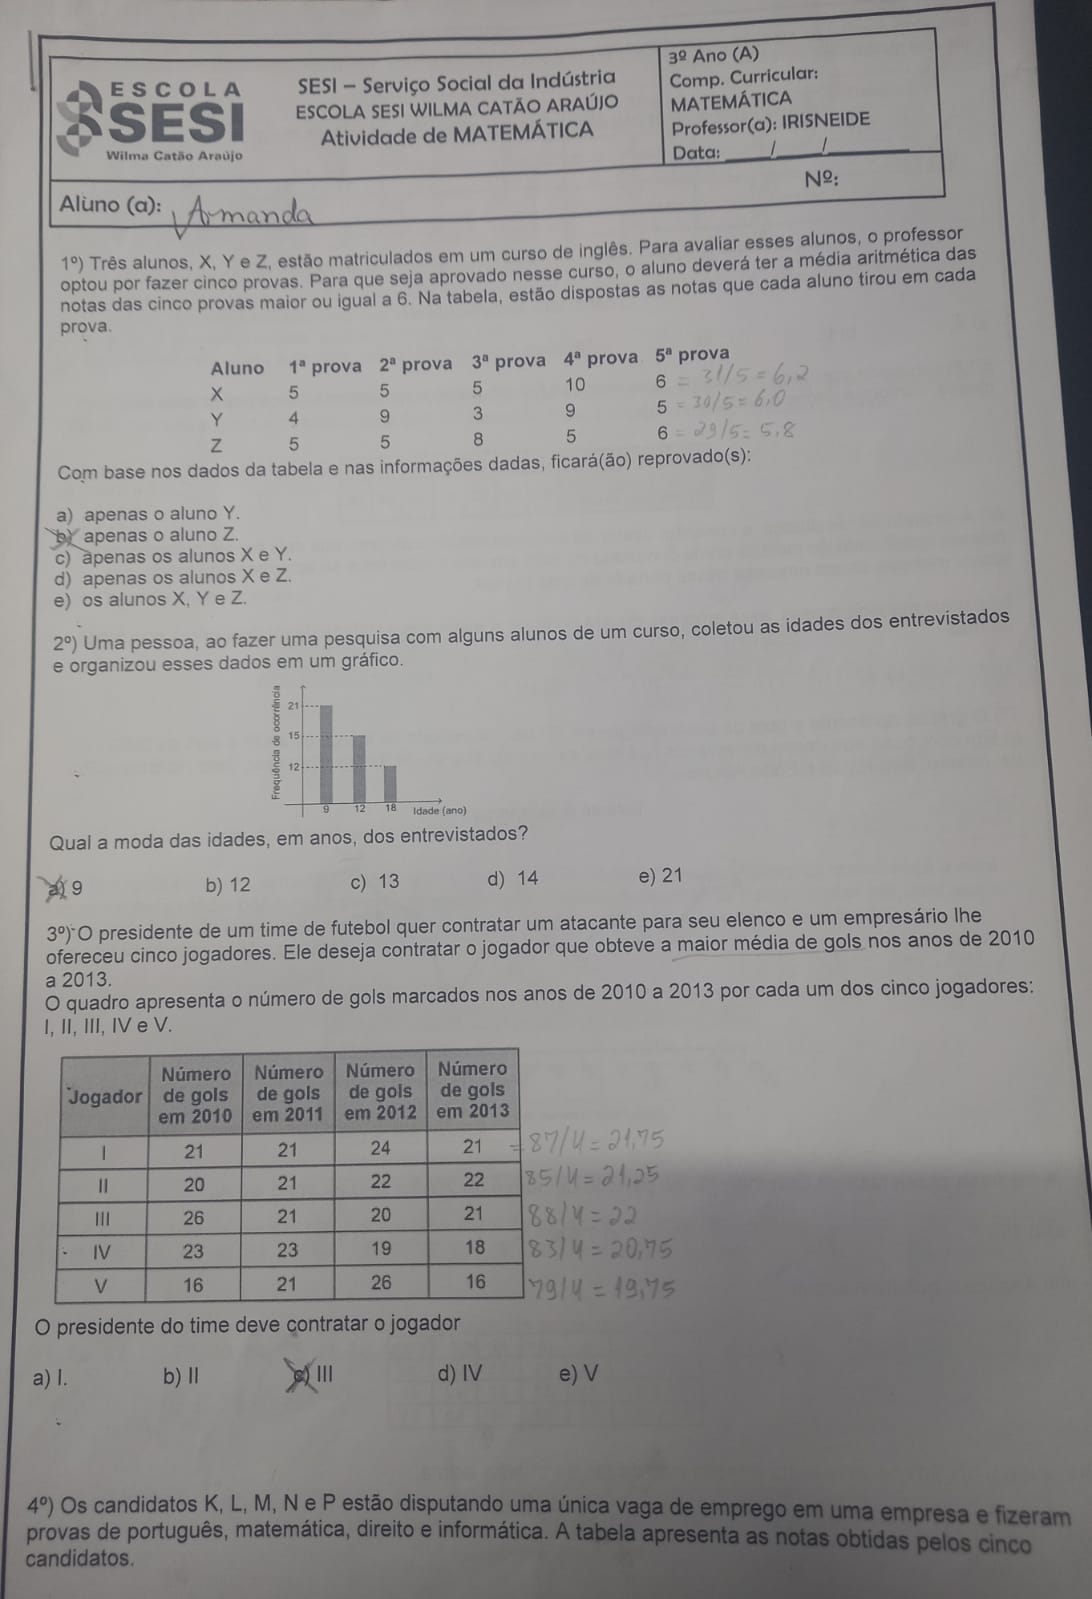 ESCOLA
SESI
Wilma Catão Araújo
SESI – Serviço Social da Indústria
ESCOLA SESI WILMA CATÃO ARAÚJO
Atividade de MATEMÁTICA
3º Ano (A)
Comp. Curricular:
MATEMÁTICA
Professor(a): IRISNEIDE
Data: ____/____/________
Nº:
Aluno (a): Armanda
1º) Três alunos, X, Y e Z, estão matriculados em um curso de inglês. Para avaliar esses alunos, o professor
optou por fazer cinco provas. Para que seja aprovado nesse curso, o aluno deverá ter a média aritmética das
notas das cinco provas maior ou igual a 6. Na tabela, estão dispostas as notas que cada aluno tirou em cada
prova.
Aluno 1ª prova 2ª prova 3ª prova 4ª prova 5ª prova
X 5 5 5 10 6 = 31/5 = 6,2
Y 4 9 3 9 5 = 30/5 = 6,0
Z 5 5 8 5 6 = 29/5 = 5,8
Com base nos dados da tabela e nas informações dadas, ficará(ão) reprovado(s):
a) apenas o aluno Y.
b) apenas o aluno Z.
c) apenas os alunos X e Y.
d) apenas os alunos X e Z.
e) os alunos X, Y e Z.
2º) Uma pessoa, ao fazer uma pesquisa com alguns alunos de um curso, coletou as idades dos entrevistados
e organizou esses dados em um gráfico.
Frequência de ocorrência
21
15
12
9 12 18 Idade (ano)
Qual a moda das idades, em anos, dos entrevistados?
a) 9 b) 12 c) 13 d) 14 e) 21
3º) O presidente de um time de futebol quer contratar um atacante para seu elenco e um empresário lhe
ofereceu cinco jogadores. Ele deseja contratar o jogador que obteve a maior média de gols nos anos de 2010
a 2013.
O quadro apresenta o número de gols marcados nos anos de 2010 a 2013 por cada um dos cinco jogadores:
I, II, III, IV e V.
Jogador Número de gols em 2010 Número de gols em 2011 Número de gols em 2012 Número de gols em 2013
I 21 21 24 21 = 87/4 = 21,75
II 20 21 22 22 85/4 = 21,25
III 26 21 20 21 88/4 = 22
IV 23 23 19 18 83/4 = 20,75
V 16 21 26 16 79/4 = 19,75
O presidente do time deve contratar o jogador
a) I. b) II c) III d) IV e) V
4º) Os candidatos K, L, M, N e P estão disputando uma única vaga de emprego em uma empresa e fizeram
provas de português, matemática, direito e informática. A tabela apresenta as notas obtidas pelos cinco
candidatos.